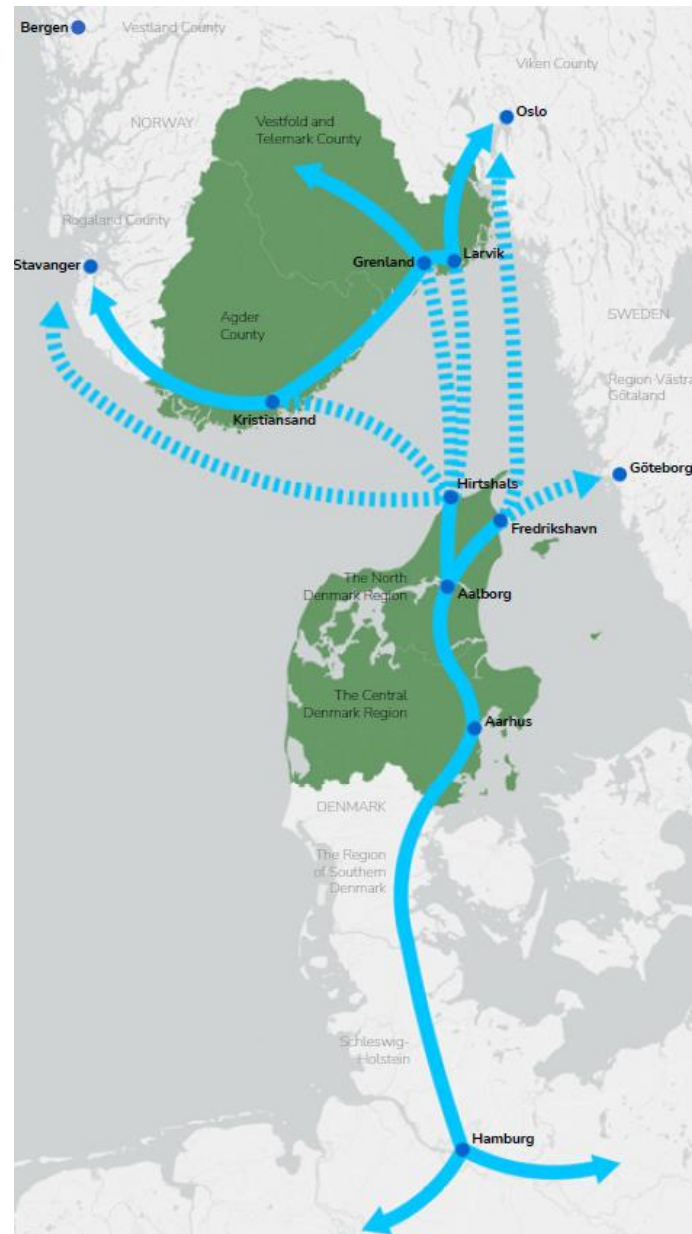 Bergen
Vestland County
Viken County
Oslo
Vestfold and
Telemark County
NORWAY
Rogaland County
Stavanger
Grenland
Larvik
Agder
County
SWEDEN
Region Västra
Götaland
Kristiansand
Göteborg
Hirtshals
Fredrikshavn
The North
Denmark Region
Aalborg
The Central
Denmark Region
Aarhus
DENMARK
The Region
of Southern
Denmark
Schleswig-
Holstein
Hamburg